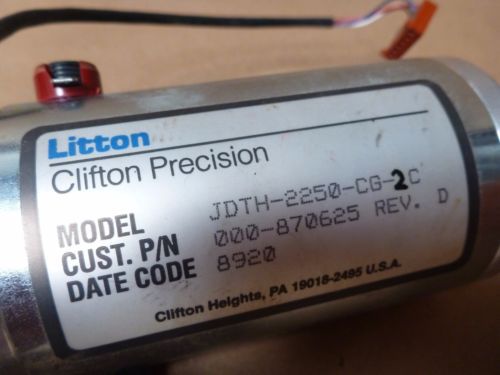 Litton
Clifton Precision
MODEL JDTH-2250-CG-2C
CUST. P/N 000-870625 REV. D
DATE CODE 8920
Clifton Heights, PA 19018-2495 U.S.A.